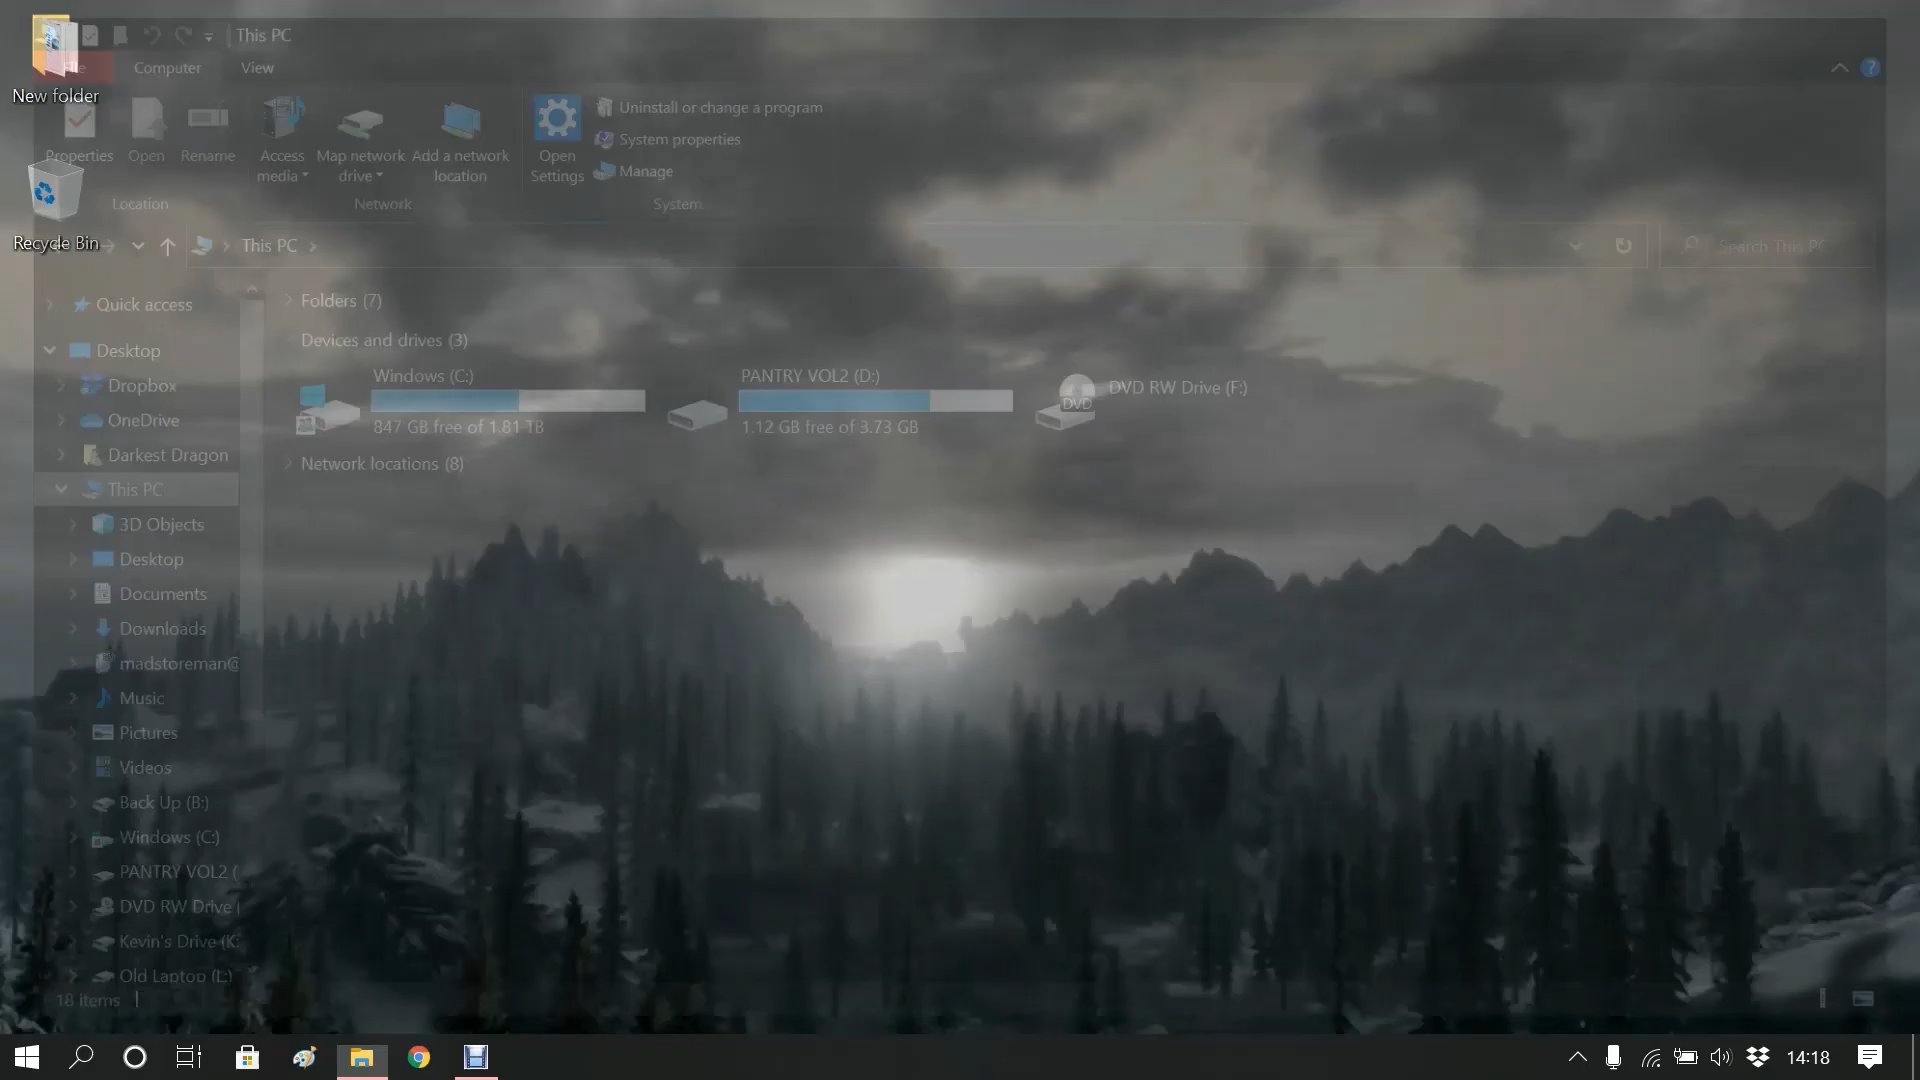 This PC
New folder
File
Computer
View
Properties
Open
Rename
Access media
Map network drive
Add a network location
Open Settings
Uninstall or change a program
System properties
Manage
Location
Network
System
Recycle Bin
This PC
Search This PC
Quick access
Desktop
Dropbox
OneDrive
Darkest Dragon
This PC
3D Objects
Desktop
Documents
Downloads
madstoreman@
Music
Pictures
Videos
Back Up (B:)
Windows (C:)
PANTRY VOL2 (
DVD RW Drive (
Kevin's Drive (K:
Old Laptop (L:)
Folders (7)
Devices and drives (3)
Windows (C:)
847 GB free of 1.81 TB
PANTRY VOL2 (D:)
1.12 GB free of 3.73 GB
DVD
DVD RW Drive (F:)
Network locations (8)
18 items
14:18